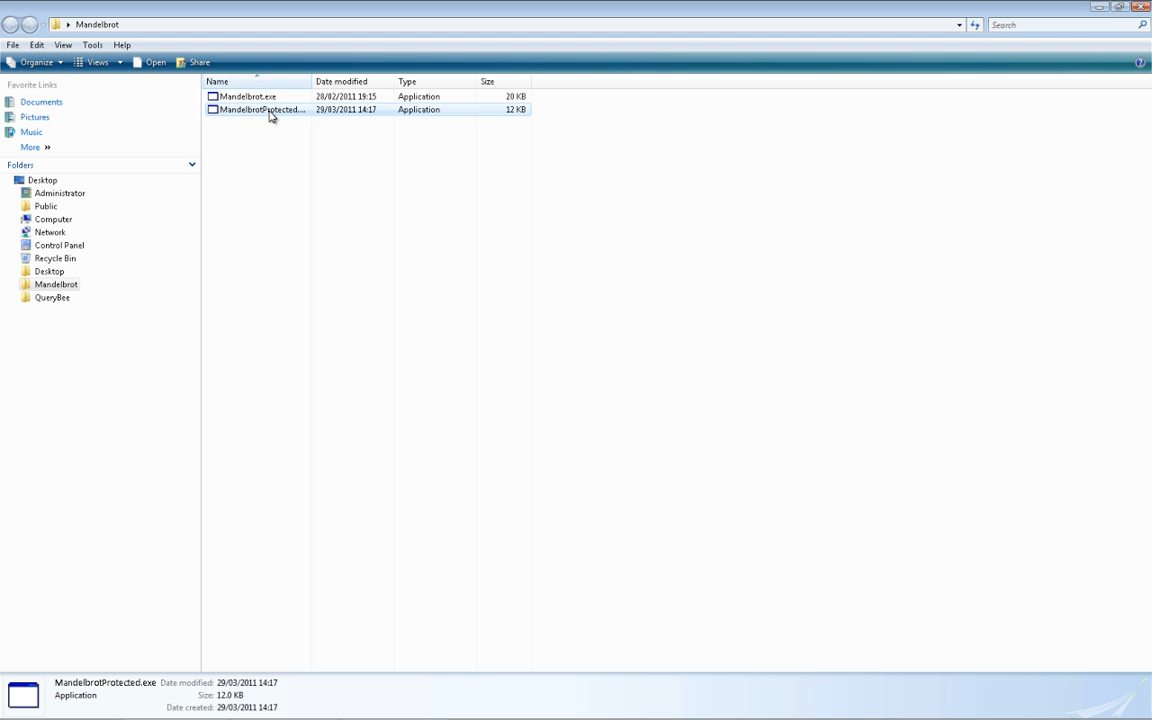 Mandelbrot
Search
File Edit View Tools Help
Organize Views Open Share
Favorite Links
Documents
Pictures
Music
More »
Folders
Desktop
Administrator
Public
Computer
Network
Control Panel
Recycle Bin
Desktop
Mandelbrot
QueryBee
Name Date modified Type Size
Mandelbrot.exe 28/02/2011 19:15 Application 20 KB
MandelbrotProtected.... 29/03/2011 14:17 Application 12 KB
MandelbrotProtected.exe Date modified: 29/03/2011 14:17
Application Size: 12.0 KB
Date created: 29/03/2011 14:17